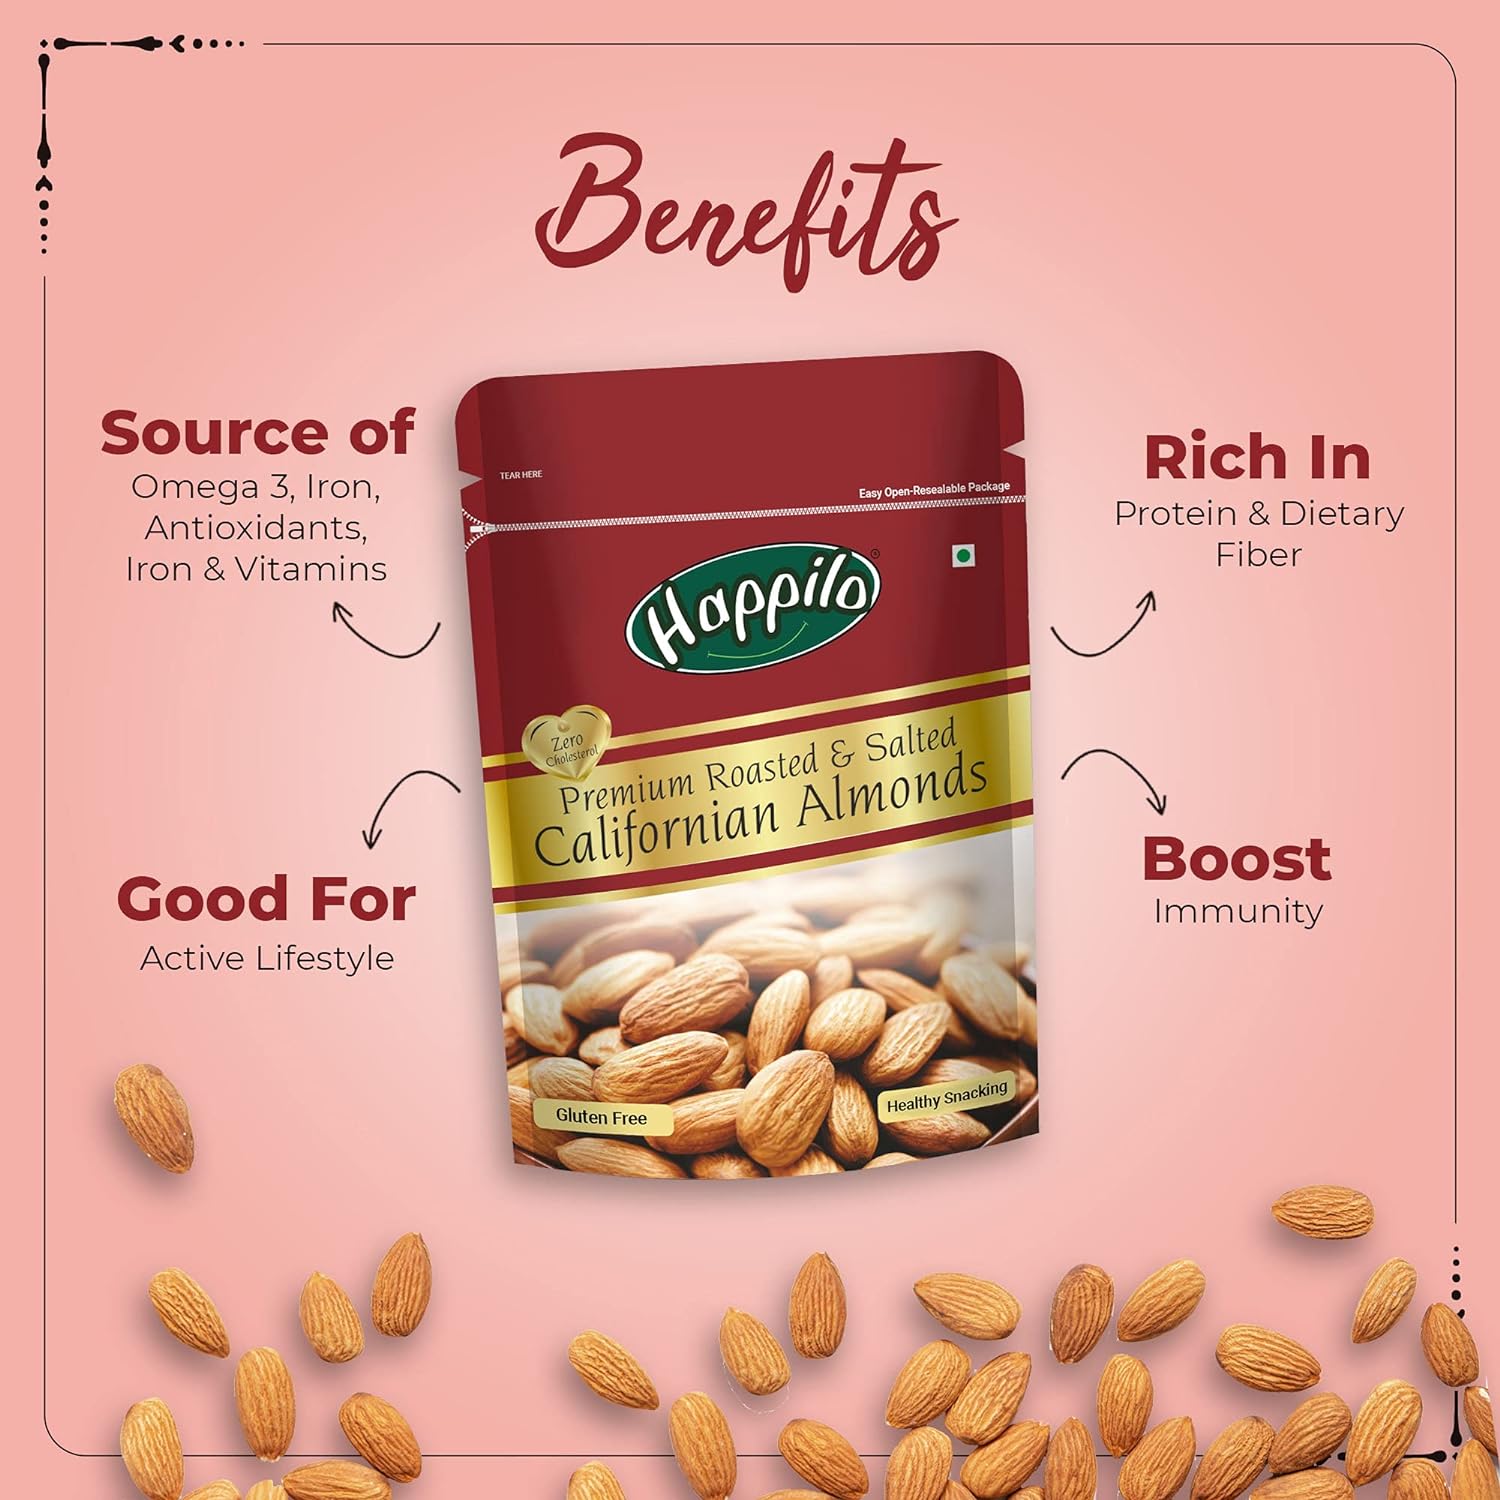 Benefits
Source of
Omega 3, Iron,
Antioxidants,
Iron & Vitamins
Rich In
Protein & Dietary
Fiber
Good For
Active Lifestyle
Boost
Immunity
TEAR HERE
Easy Open-Resealable Package
Happilo®
Zero
Cholesterol
Premium Roasted & Salted
Californian Almonds
Gluten Free
Healthy Snacking